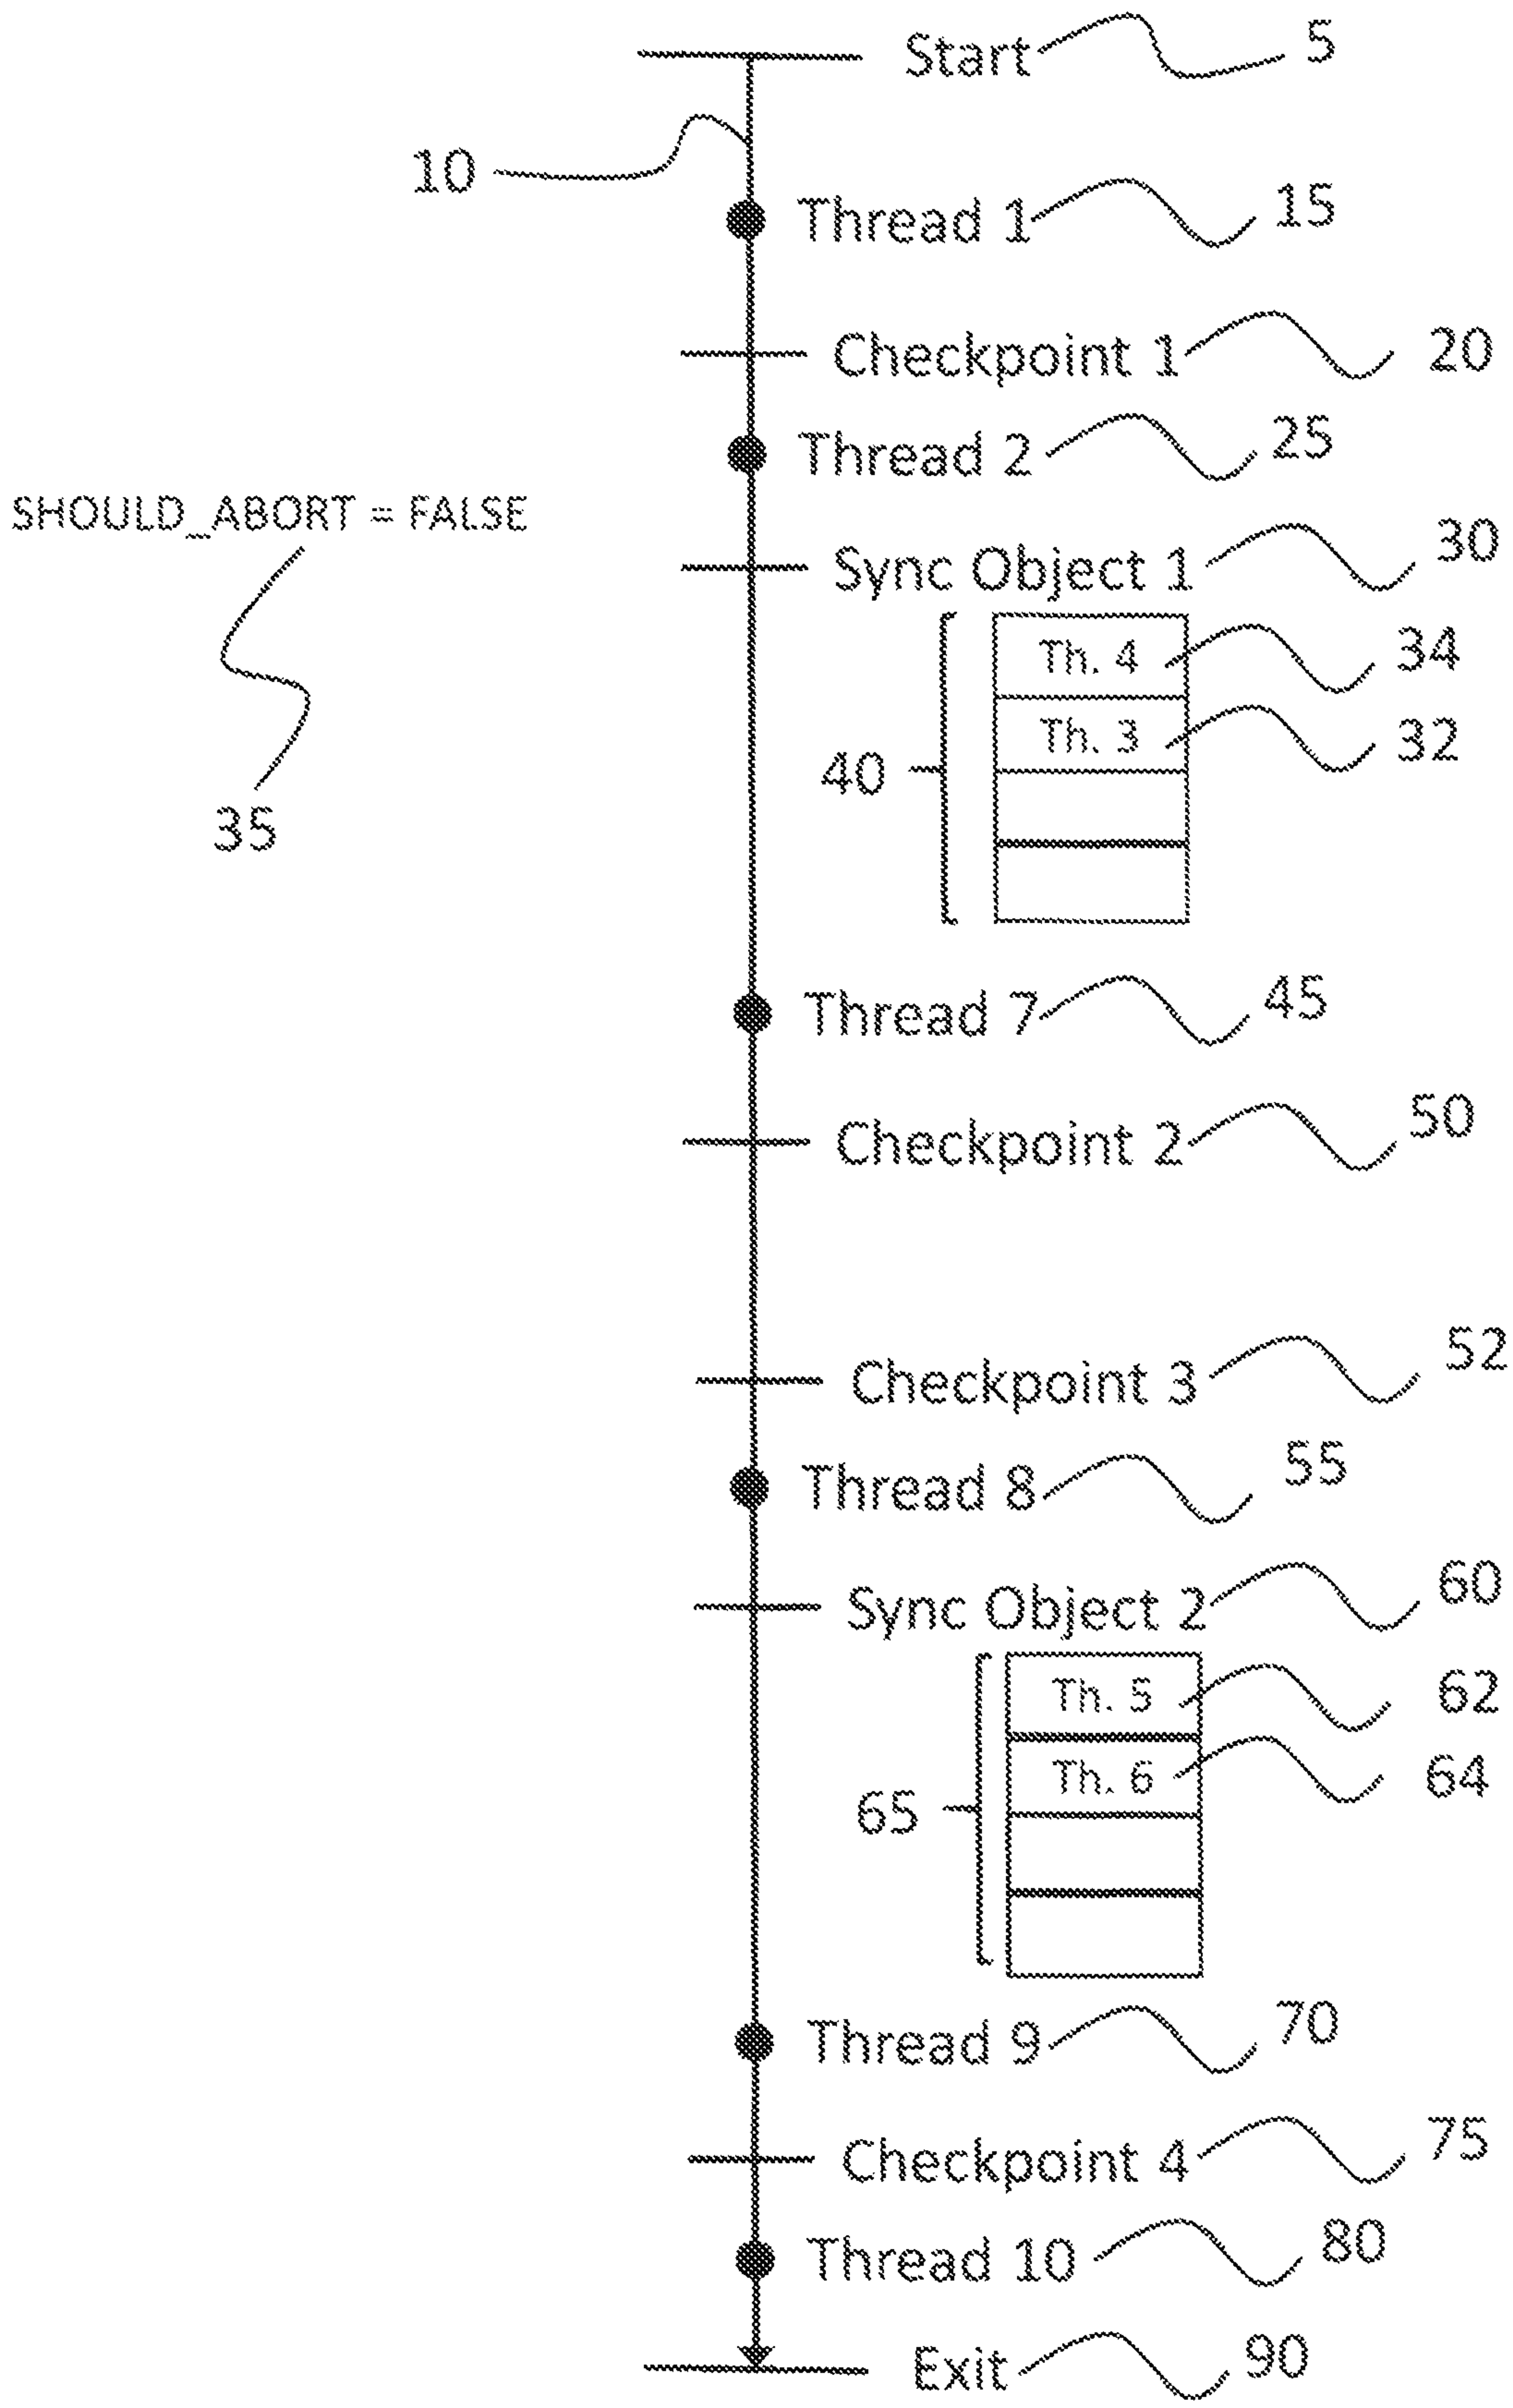 Start 5
10
Thread 1 15
Checkpoint 1 20
Thread 2 25
SHOULD_ABORT = FALSE
35
Sync Object 1 30
Th. 4 34
Th. 3 32
40
Thread 7 45
Checkpoint 2 50
Checkpoint 3 52
Thread 8 55
Sync Object 2 60
Th. 5 62
Th. 6 64
65
Thread 9 70
Checkpoint 4 75
Thread 10 80
Exit 90